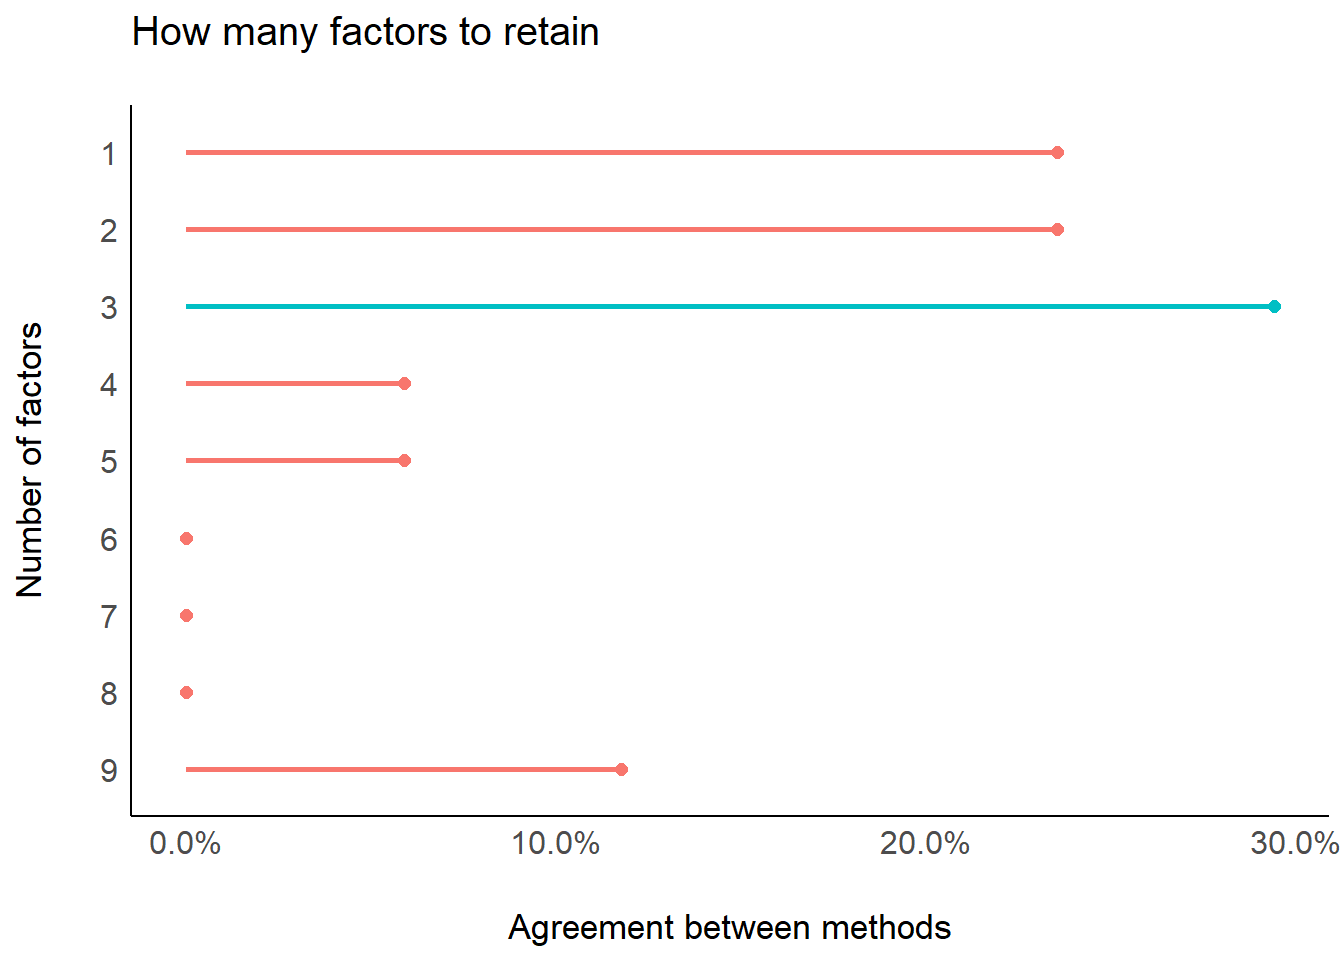 How many factors to retain
Number of factors
1
2
3
4
5
6
7
8
9
0.0% 10.0% 20.0% 30.0%
Agreement between methods